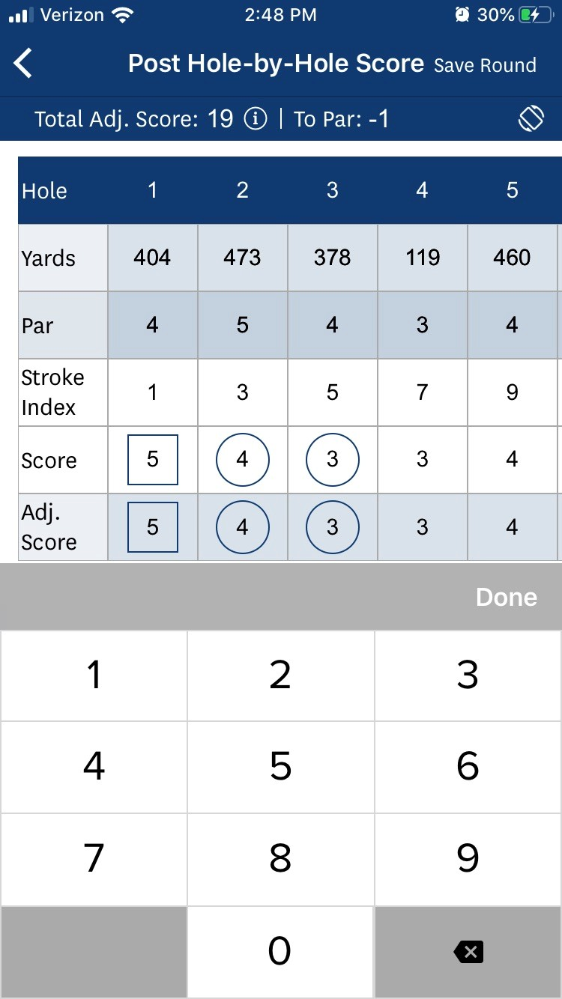 Verizon 2:48 PM 30%
Post Hole-by-Hole Score Save Round
Total Adj. Score: 19 i | To Par: -1
Hole 1 2 3 4 5
Yards 404 473 378 119 460
Par 4 5 4 3 4
Stroke
Index 1 3 5 7 9
Score 5 4 3 3 4
Adj.
Score 5 4 3 3 4
Done
1 2 3
4 5 6
7 8 9
0